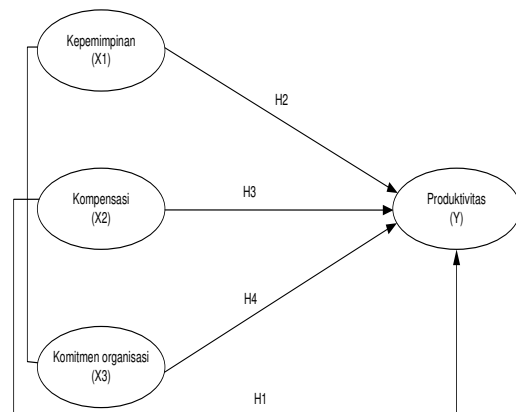 Kepemimpinan
(X1)
H2
Kompensasi
(X2)
H3
Produktivitas
(Y)
H4
Komitmen organisasi
(X3)
H1